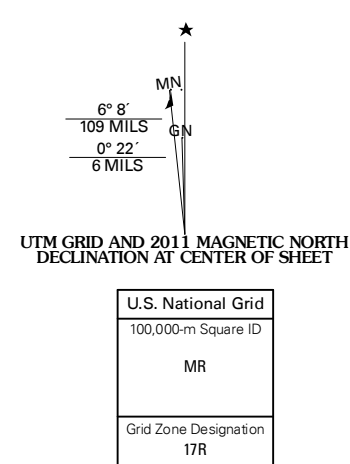 ★
MN
6° 8´
109 MILS
GN
0° 22´
6 MILS
UTM GRID AND 2011 MAGNETIC NORTH
DECLINATION AT CENTER OF SHEET
U.S. National Grid
100,000-m Square ID
MR
Grid Zone Designation
17R